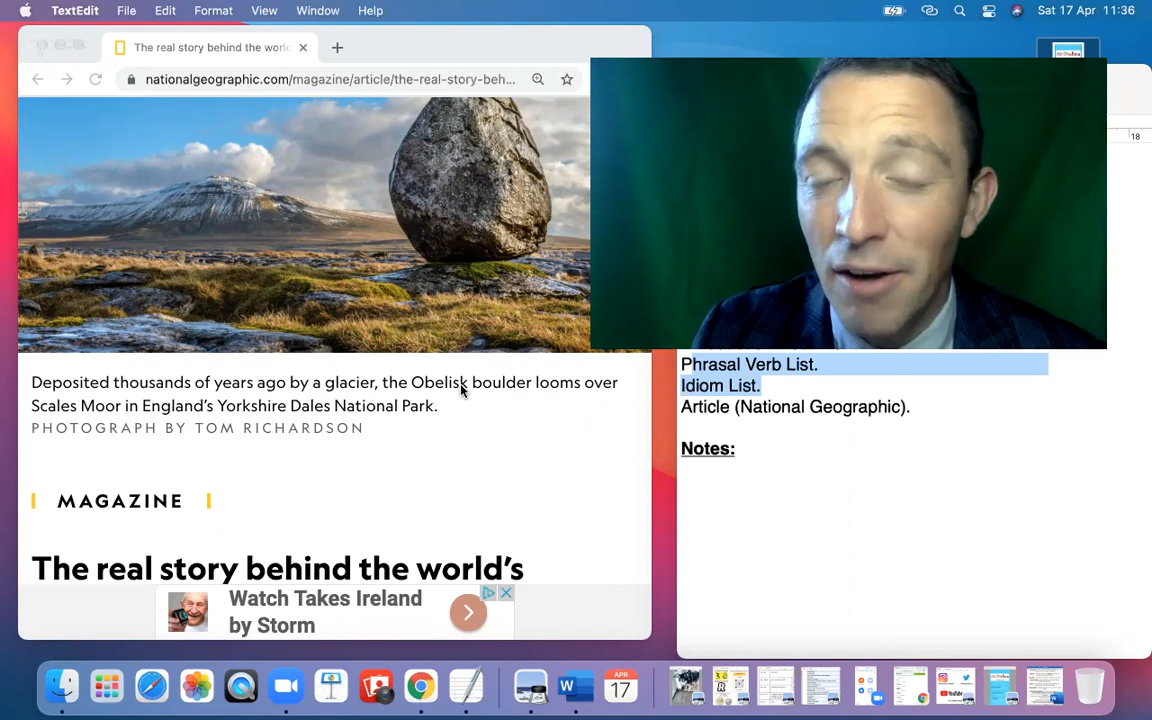 TextEdit File Edit Format View Window Help Sat 17 Apr 11:36
The real story behind the worl
nationalgeographic.com/magazine/article/the-real-story-beh...
18
Deposited thousands of years ago by a glacier, the Obelisk boulder looms over
Scales Moor in England's Yorkshire Dales National Park.
PHOTOGRAPH BY TOM RICHARDSON
MAGAZINE
The real story behind the world's
Watch Takes Ireland
by Storm
Phrasal Verb List.
Idiom List.
Article (National Geographic).
Notes:
APR
17